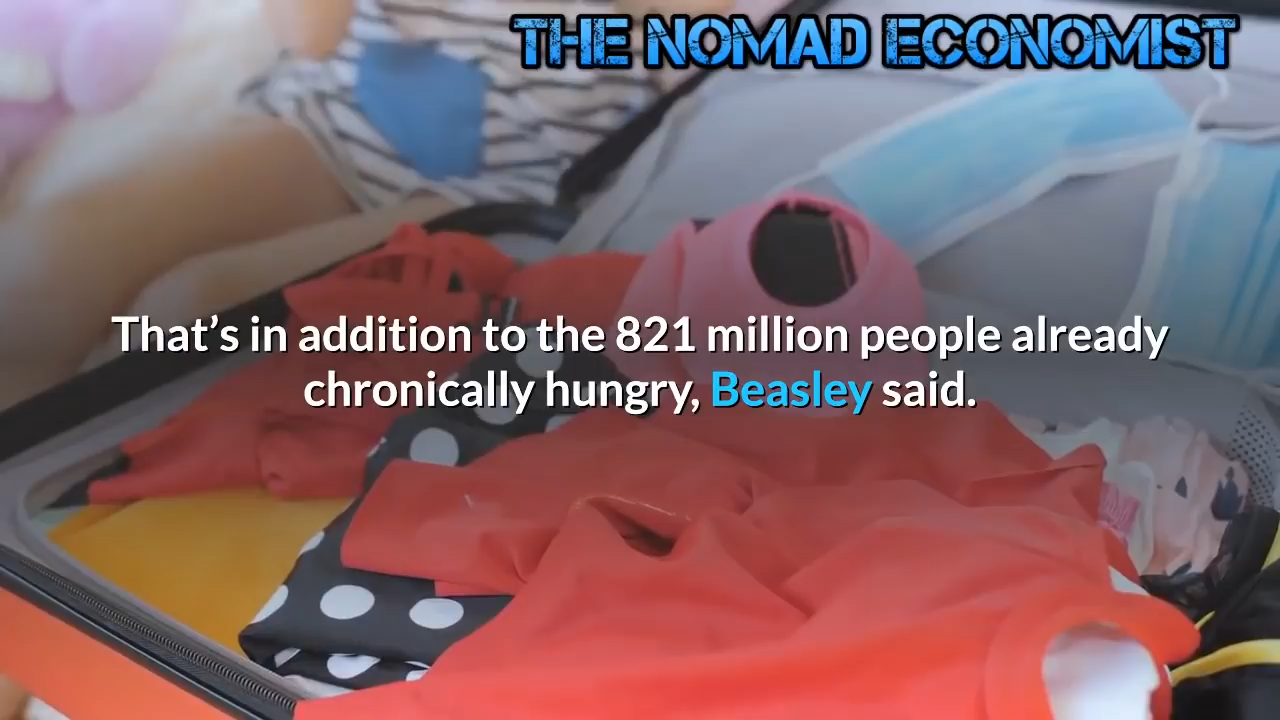 THE NOMAD ECONOMIST
That’s in addition to the 821 million people already
chronically hungry, Beasley said.